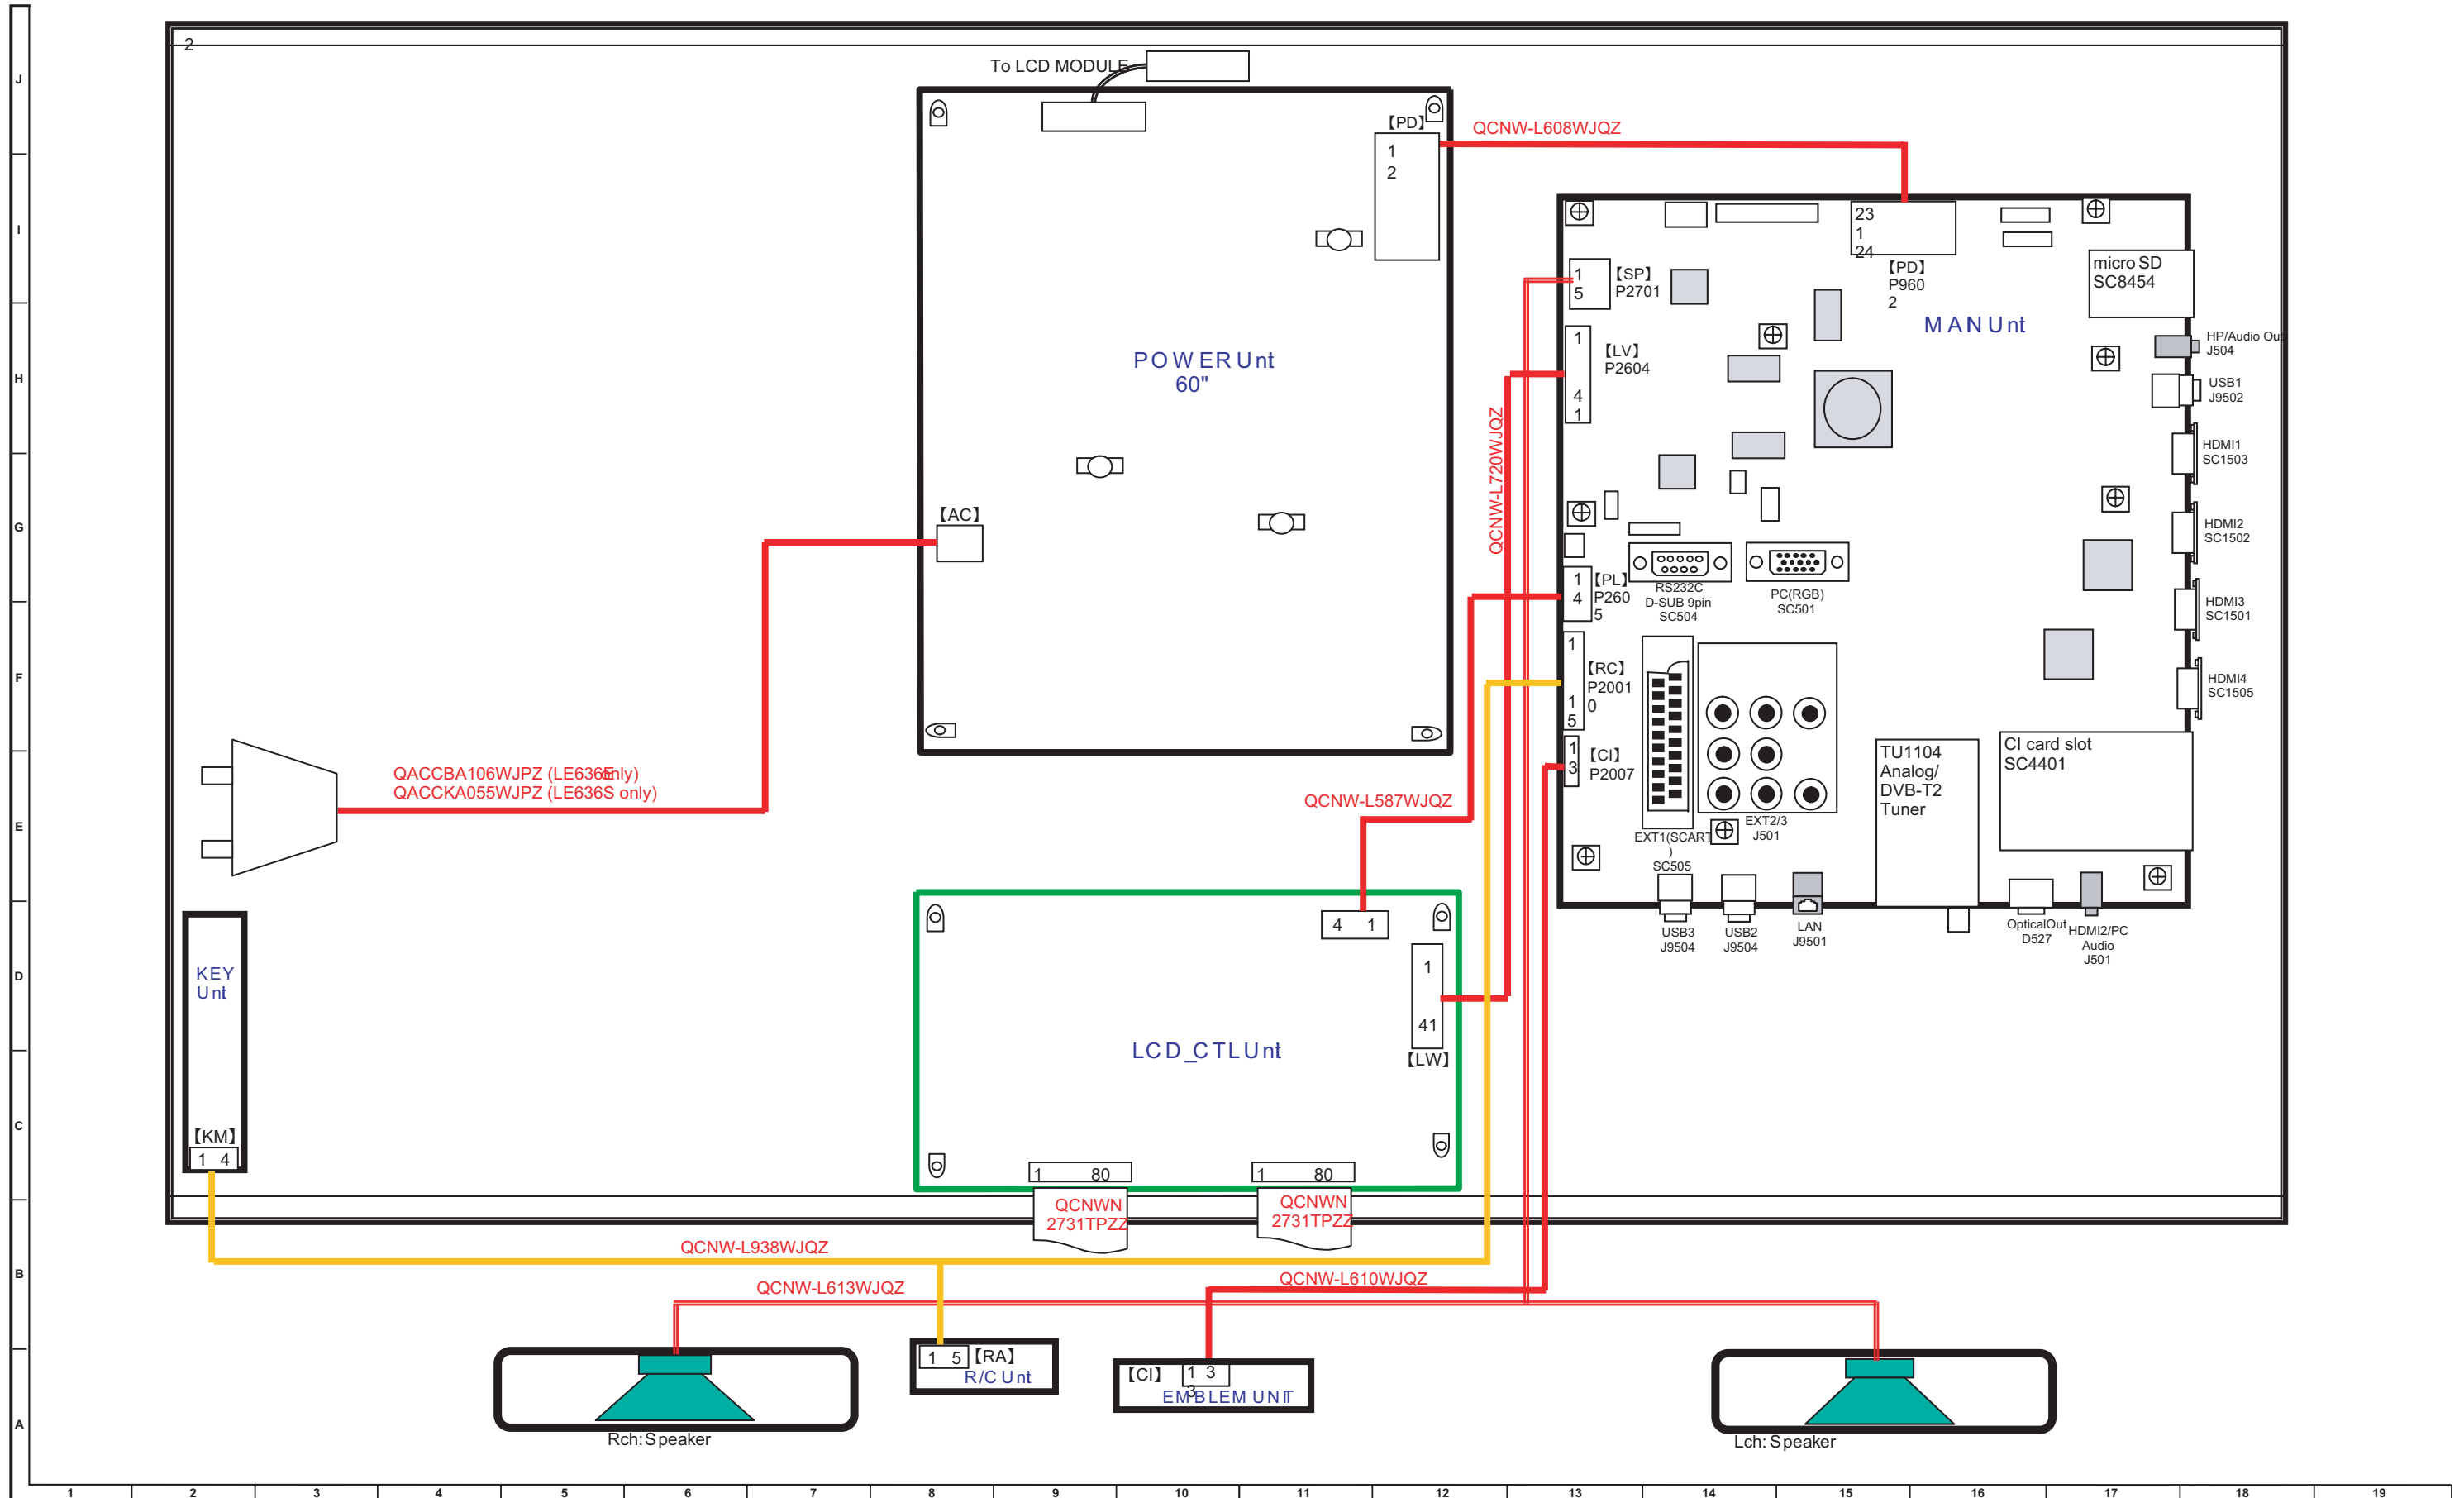 2
To LCD MODULE
J
I
H
G
F
E
D
C
B
A
【PD】
1
2
QCNW-L608WJQZ
POWER Unt
60"
【AC】
QACCBA106WJPZ (LE636E only)
QACCKA055WJPZ (LE636S only)
KEY
Unt
【KM】
1 4
QCNW-L938WJQZ
QCNW-L613WJQZ
QCNW-L587WJQZ
QCNW-L720WJQZ
QCNW-L610WJQZ
4 1
1
41
【LW】
LCD_CTL Unt
1 80
1 80
QCNWN
2731TPZZ
QCNWN
2731TPZZ
23
1
24
【PD】
P960
2
MAN Unt
micro SD
SC8454
1
5
【SP】
P2701
1
4
1
【LV】
P2604
HP/Audio Out
J504
USB1
J9502
HDMI1
SC1503
HDMI2
SC1502
HDMI3
SC1501
HDMI4
SC1505
1
4
【PL】
P260
5
RS232C
D-SUB 9pin
SC504
PC(RGB)
SC501
1
1
5
【RC】
P2001
0
1
3
【CI】
P2007
EXT1(SCART
)
SC505
EXT2/3
J501
TU1104
Analog/
DVB-T2
Tuner
CI card slot
SC4401
USB3
J9504
USB2
J9504
LAN
J9501
OpticalOut
D527
HDMI2/PC
Audio
J501
Rch: Speaker
1 5
【RA】
R/C Unt
【CI】
1 3
3
EMBLEM UNIT
Lch: Speaker
1 2 3 4 5 6 7 8 9 10 11 12 13 14 15 16 17 18 19